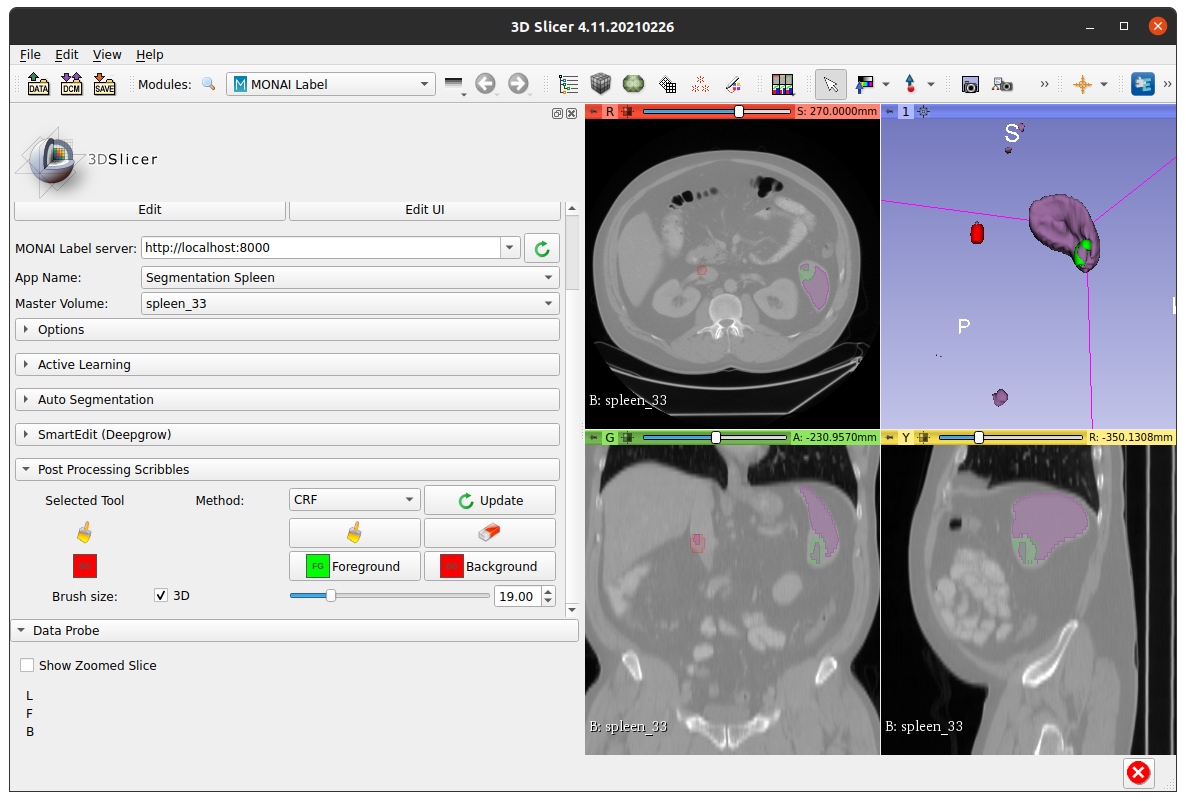 3D Slicer 4.11.20210226
File Edit View Help
DATA DCM SAVE Modules: MONAI Label
R S: 270.0000mm
1
3DSlicer
Edit Edit UI
MONAI Label server: http://localhost:8000
App Name: Segmentation Spleen
Master Volume: spleen_33
Options
Active Learning
Auto Segmentation
SmartEdit (Deepgrow)
Post Processing Scribbles
Selected Tool Method: CRF Update
FG Foreground Background
Brush size: 3D 19.00
Data Probe
Show Zoomed Slice
L
F
B
B: spleen_33
S
P
G A: -230.9570mm
B: spleen_33
Y R: -350.1308mm
B: spleen_33